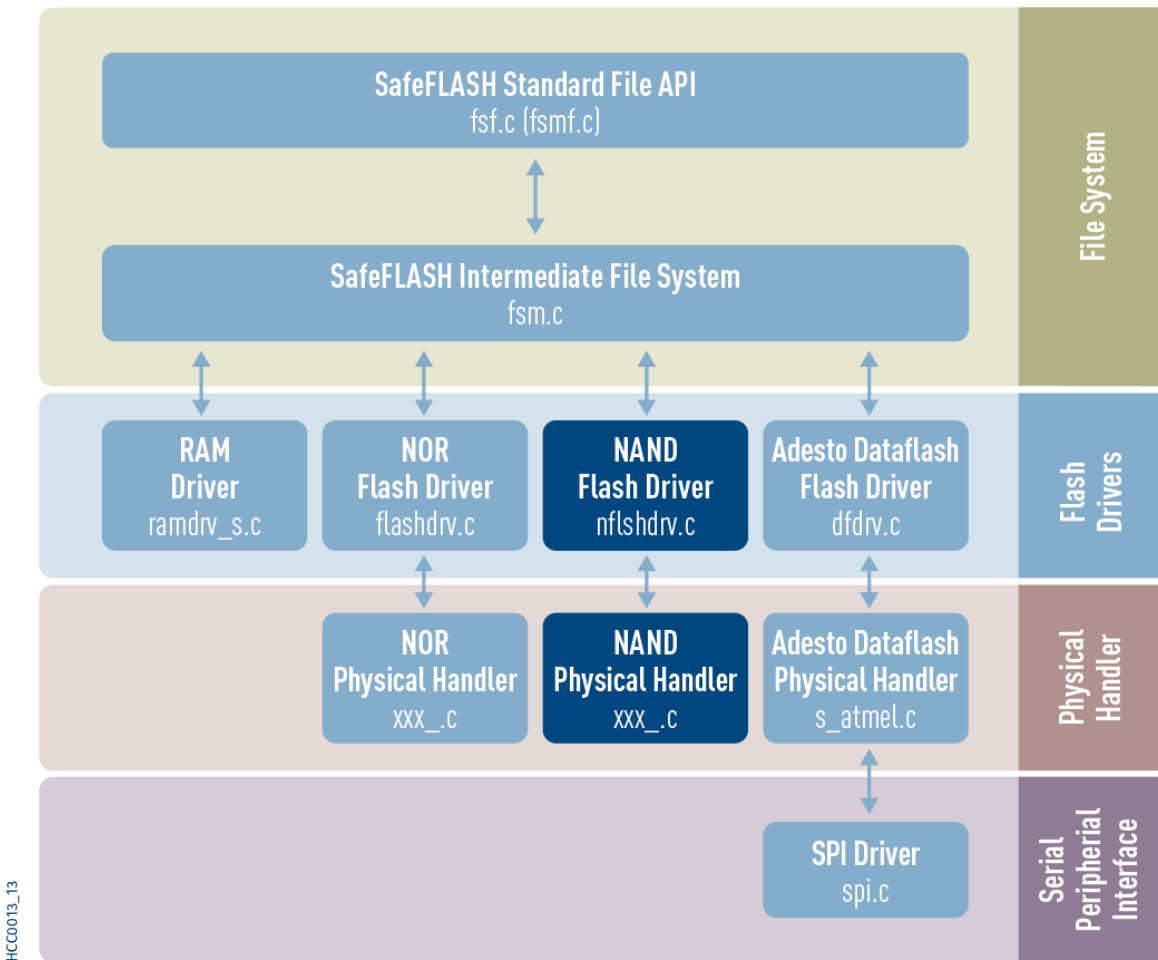 SafeFLASH Standard File API
fsf.c (fsmf.c)
File System
SafeFLASH Intermediate File System
fsm.c
RAM
Driver
ramdrv_s.c
NOR
Flash Driver
flashdrv.c
NAND
Flash Driver
nflshdrv.c
Adesto Dataflash
Flash Driver
dfdrv.c
Flash
Drivers
NOR
Physical Handler
xxx_.c
NAND
Physical Handler
xxx_.c
Adesto Dataflash
Physical Handler
s_atmel.c
Physical
Handler
SPI Driver
spi.c
Serial
Peripherial
Interface
HCC0013_13